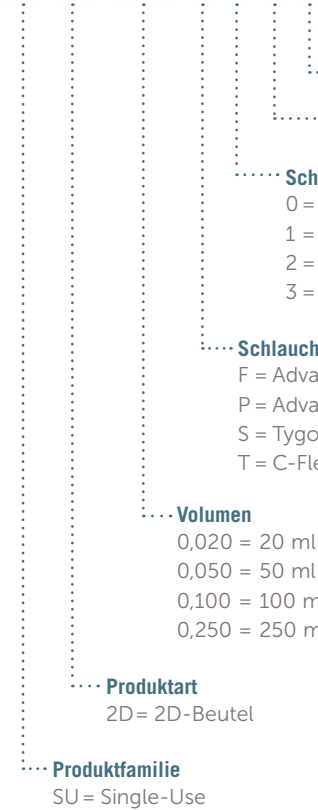 Sch
0 =
1 =
2 =
3 =
Schlauch
F = Adva
P = Adva
S = Tygo
T = C-Fle
Volumen
0,020 = 20 ml
0,050 = 50 ml
0,100 = 100 m
0,250 = 250 m
Produktart
2D= 2D-Beutel
Produktfamilie
SU = Single-Use